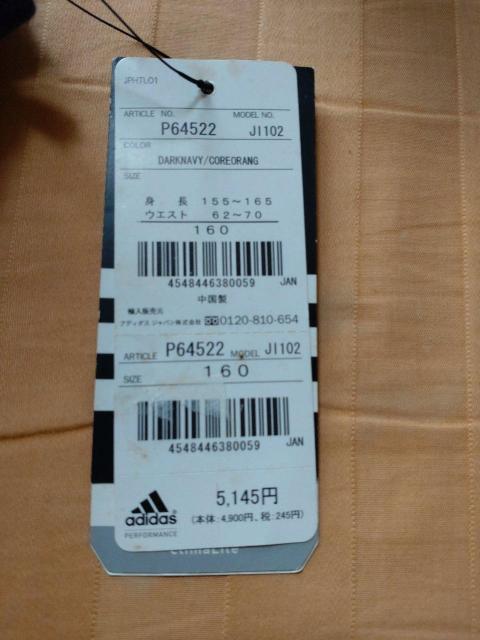 JPHTL01
ARTICLE NO. MODEL NO.
P64522 JI102
COLOR
DARKNAVY/COREORANG
SIZE
身 長 155~165
ウエスト 62~70
160
4548446380059 JAN
中国製
輸入販売元
アディダス ジャパン株式会社 0120-810-654
ARTICLE P64522 MODEL JI102
SIZE 160
4548446380059 JAN
5,145円
(本体: 4,900円、税: 245円)
adidas
PERFORMANCE
climalite